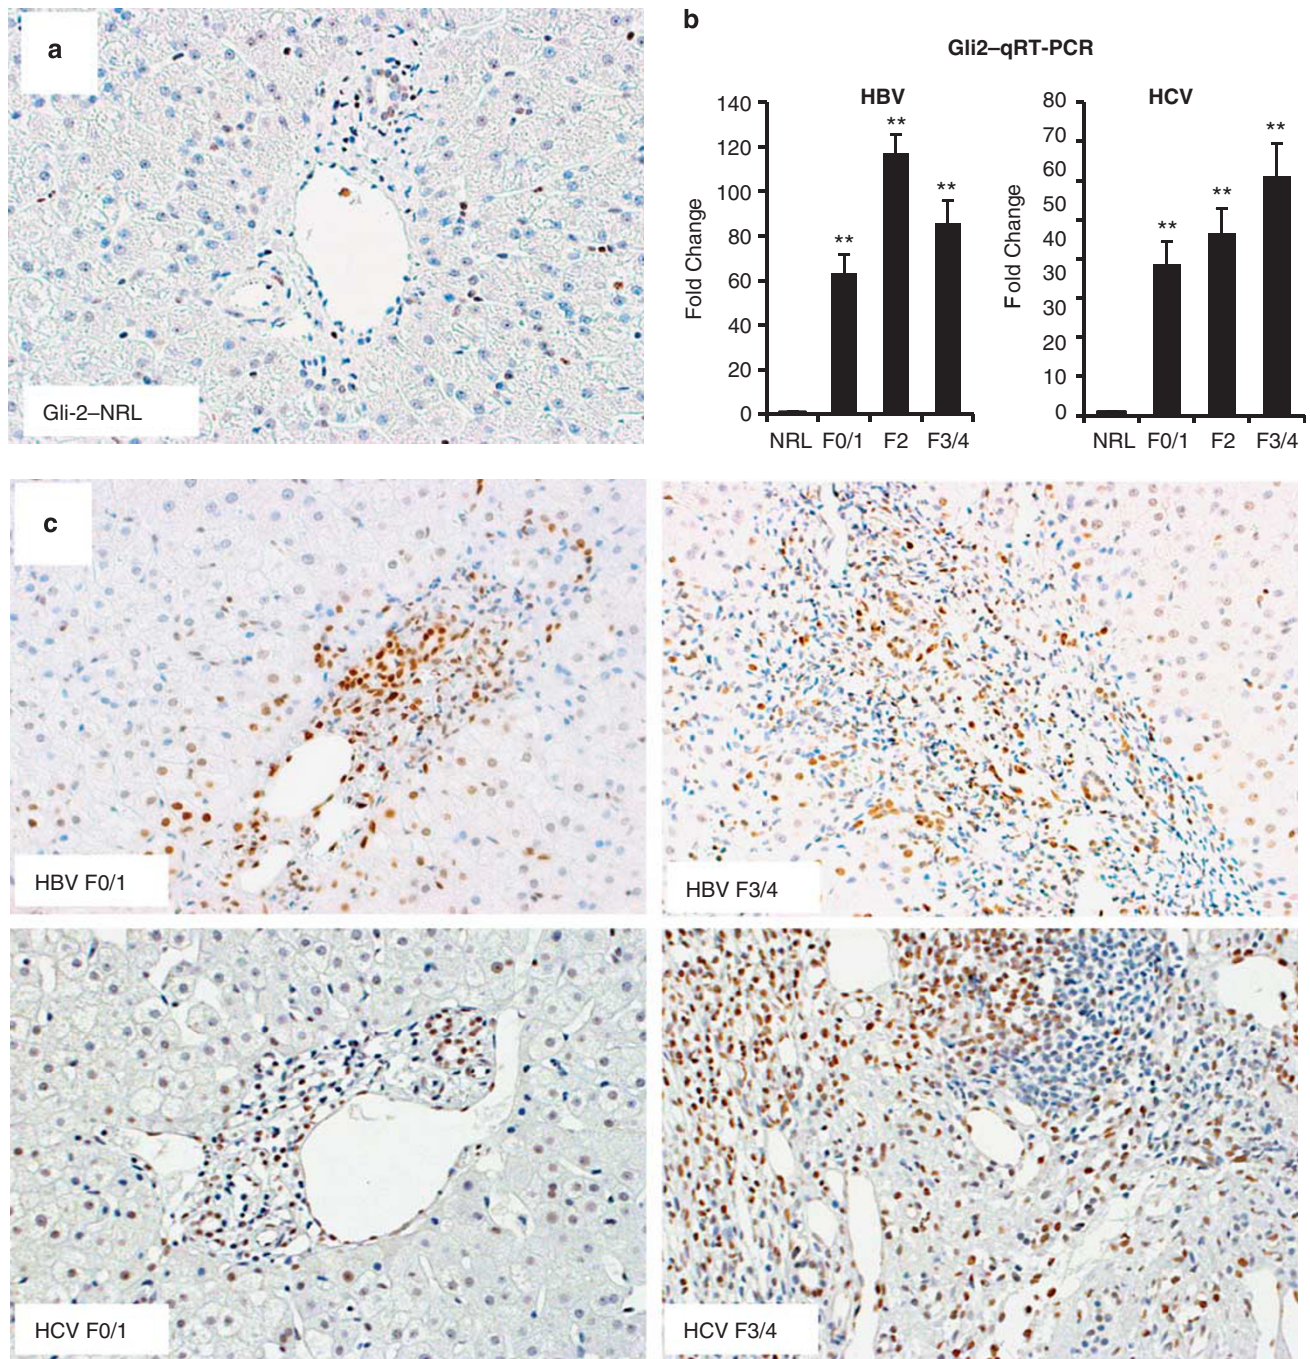 a
Gli-2–NRL
b
Gli2–qRT-PCR
HBV
Fold Change
140
120
100
80
60
40
20
0
**
**
**
NRL F0/1 F2 F3/4
HCV
Fold Change
80
70
60
50
40
30
30
20
10
0
**
**
**
NRL F0/1 F2 F3/4
c
HBV F0/1
HBV F3/4
HCV F0/1
HCV F3/4